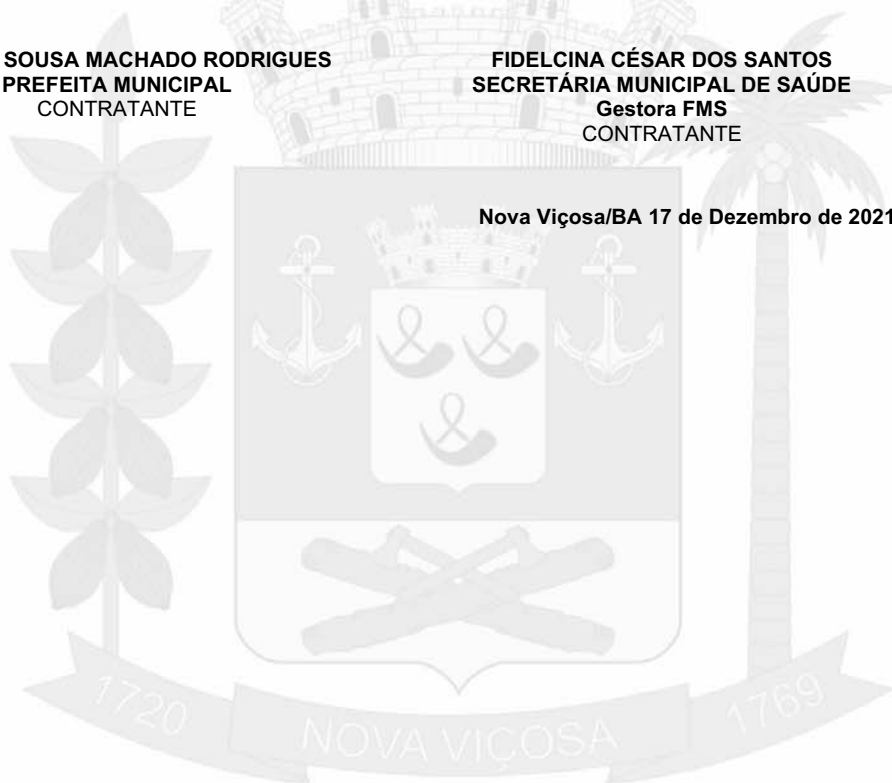 SOUSA MACHADO RODRIGUES
PREFEITA MUNICIPAL
CONTRATANTE
FIDELCINA CÉSAR DOS SANTOS
SECRETÁRIA MUNICIPAL DE SAÚDE
Gestora FMS
CONTRATANTE
Nova Viçosa/BA 17 de Dezembro de 2021
1720
NOVA VIÇOSA
1769